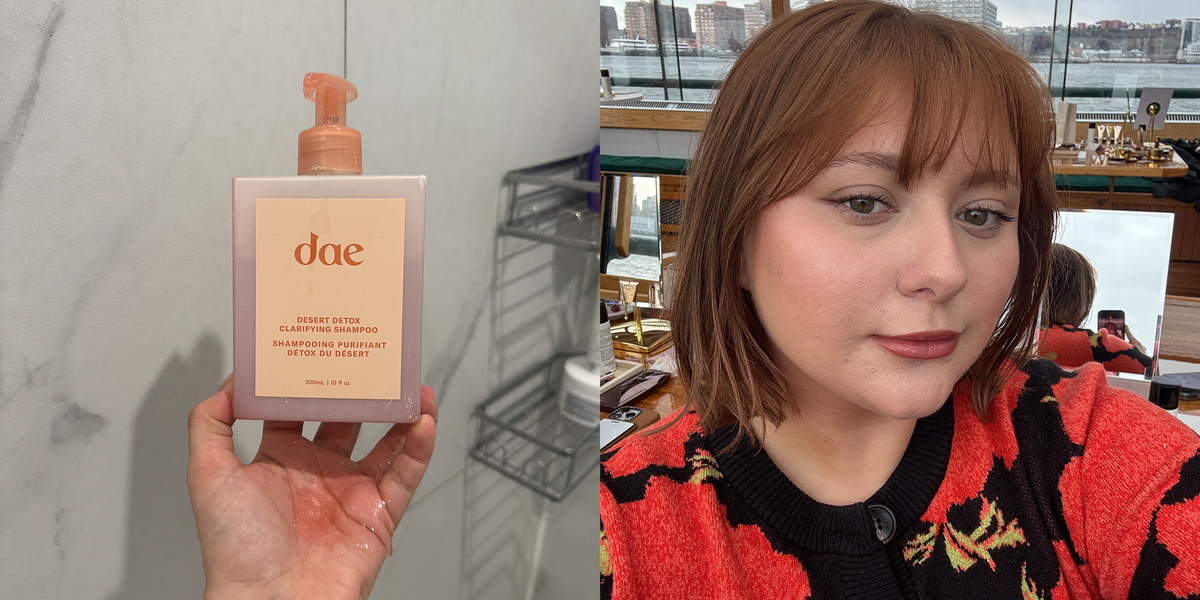 dae
DESERT DETOX
CLARIFYING SHAMPOO
SHAMPOOING PURIFIANT
DÉTOX DU DÉSERT
300mL | 10 fl oz